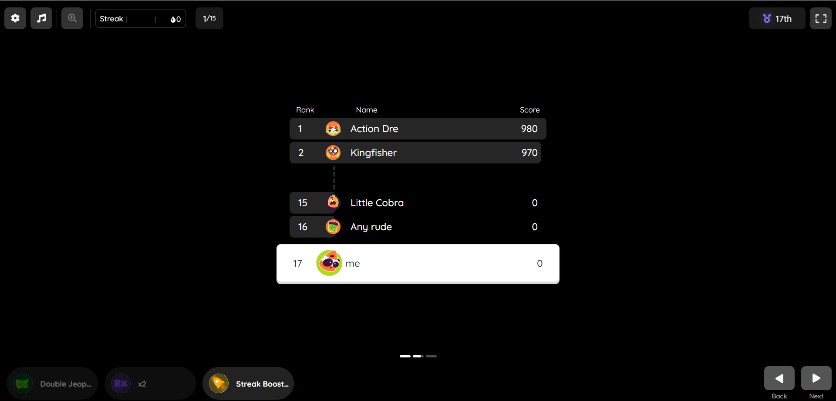 Streak 0 1/15 17th
Rank Name Score
1 Action Dre 980
2 Kingfisher 970
15 Little Cobra 0
16 Any rude 0
17 me 0
Double Jeop... 2X x2 Streak Boost...
Back Next